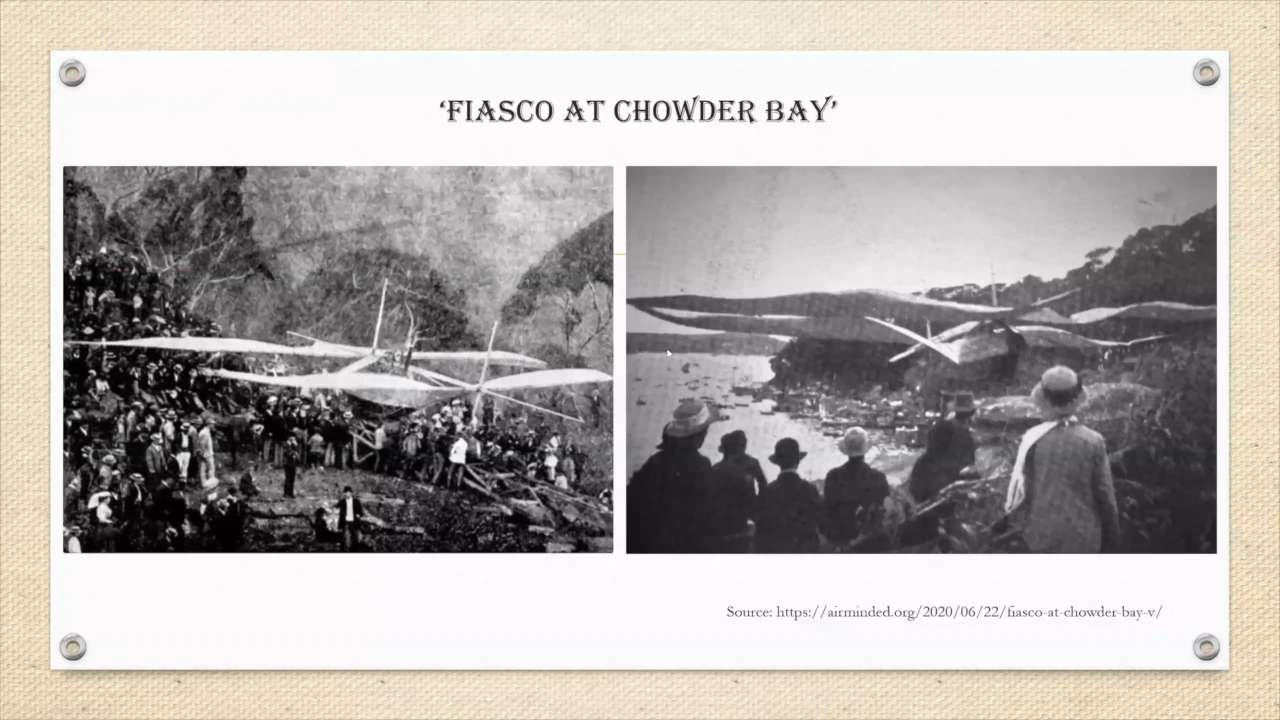 ‘FIASCO AT CHOWDER BAY’
Source: https://airminded.org/2020/06/22/fiasco-at-chowder-bay-v/